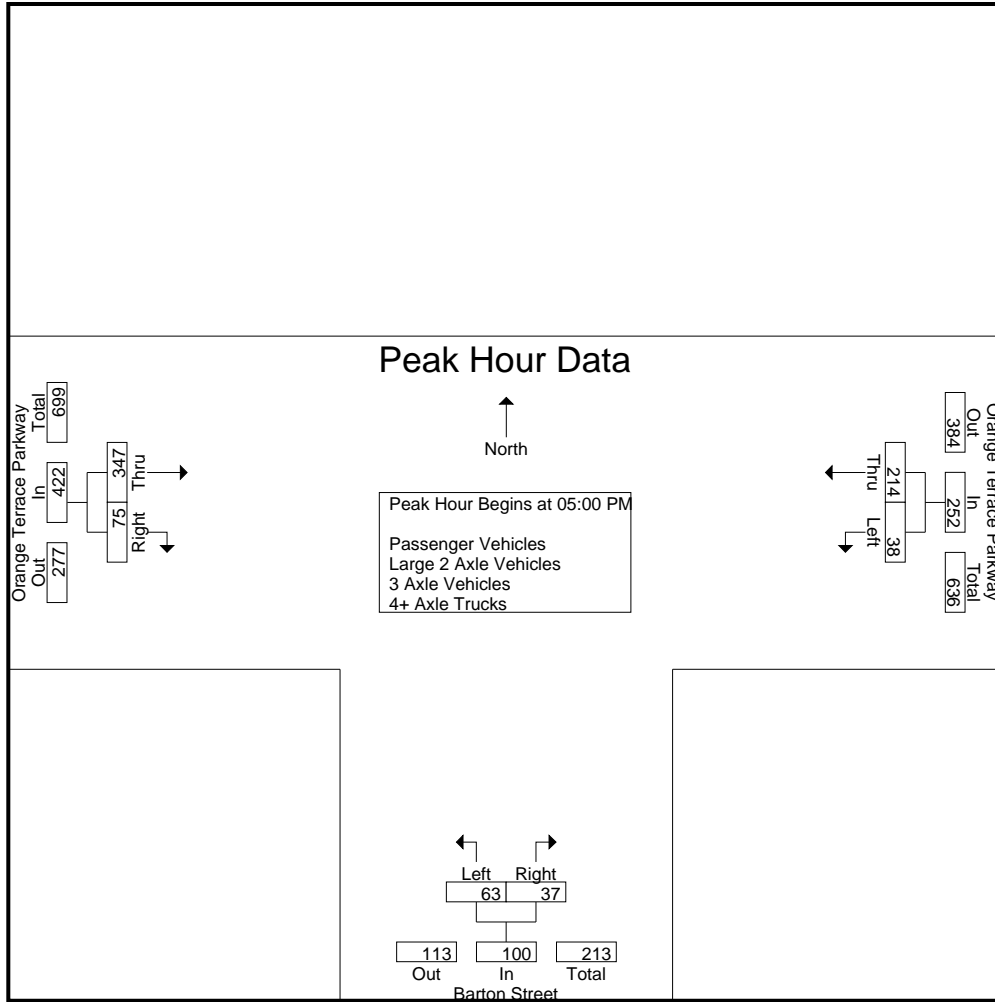 Peak Hour Data
North
Peak Hour Begins at 05:00 PM
Passenger Vehicles
Large 2 Axle Vehicles
3 Axle Vehicles
4+ Axle Trucks
Orange Terrace Parkway
Total
699
In
422
Out
277
347
Thru
75
Right
Orange Terrace Parkway
Out
384
In
252
Total
636
214
Thru
38
Left
Left Right
63 37
113 100 213
Out In Total
Barton Street